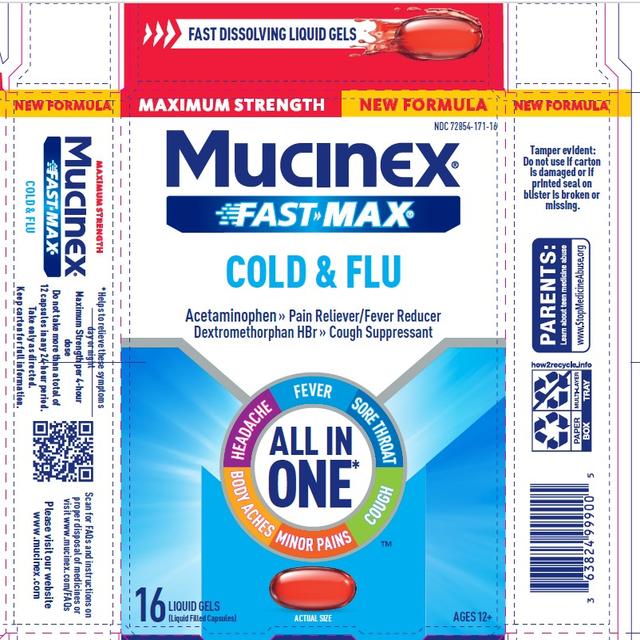 FAST DISSOLVING LIQUID GELS
NEW FORMULA
MAXIMUM STRENGTH
NEW FORMULA
NEW FORMULA
NDC 72854-171-16
Mucinex®
FAST»MAX®
COLD & FLU
Acetaminophen » Pain Reliever/Fever Reducer
Dextromethorphan HBr » Cough Suppressant
HEADACHE
FEVER
SORE THROAT
COUGH
MINOR PAINS
BODY ACHES
ALL IN
ONE*
TM
16 LIQUID GELS
(Liquid Filled Capsules)
ACTUAL SIZE
AGES 12+
MAXIMUM STRENGTH
Mucinex®
FAST»MAX®
COLD & FLU
*Helps to relieve these symptoms
day or night
Maximum Strength per 4-hour
dose
Do not take more than a total of
12 capsules in any 24-hour period.
Take only as directed.
Keep carton for full information.
Scan for FAQs and instructions on
proper disposal of medicines or
visit www.mucinex.com/FAQs
Please visit our website
www.mucinex.com
Tamper evident:
Do not use if carton
is damaged or if
printed seal on
blister is broken or
missing.
PARENTS:
Learn about teen medicine abuse
www.StopMedicineAbuse.org
how2recycle.info
PAPER
BOX
MULTI-LAYER
TRAY
3 63824 99900 5